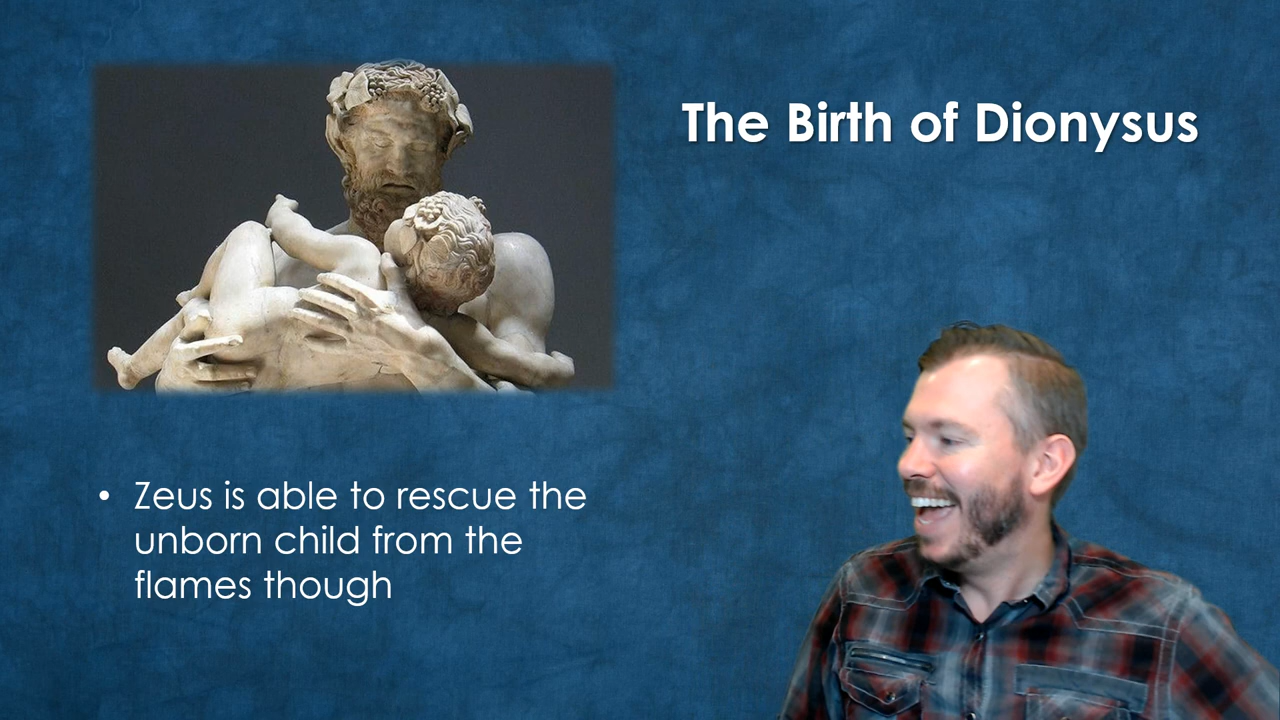 The Birth of Dionysus
• Zeus is able to rescue the
unborn child from the
flames though